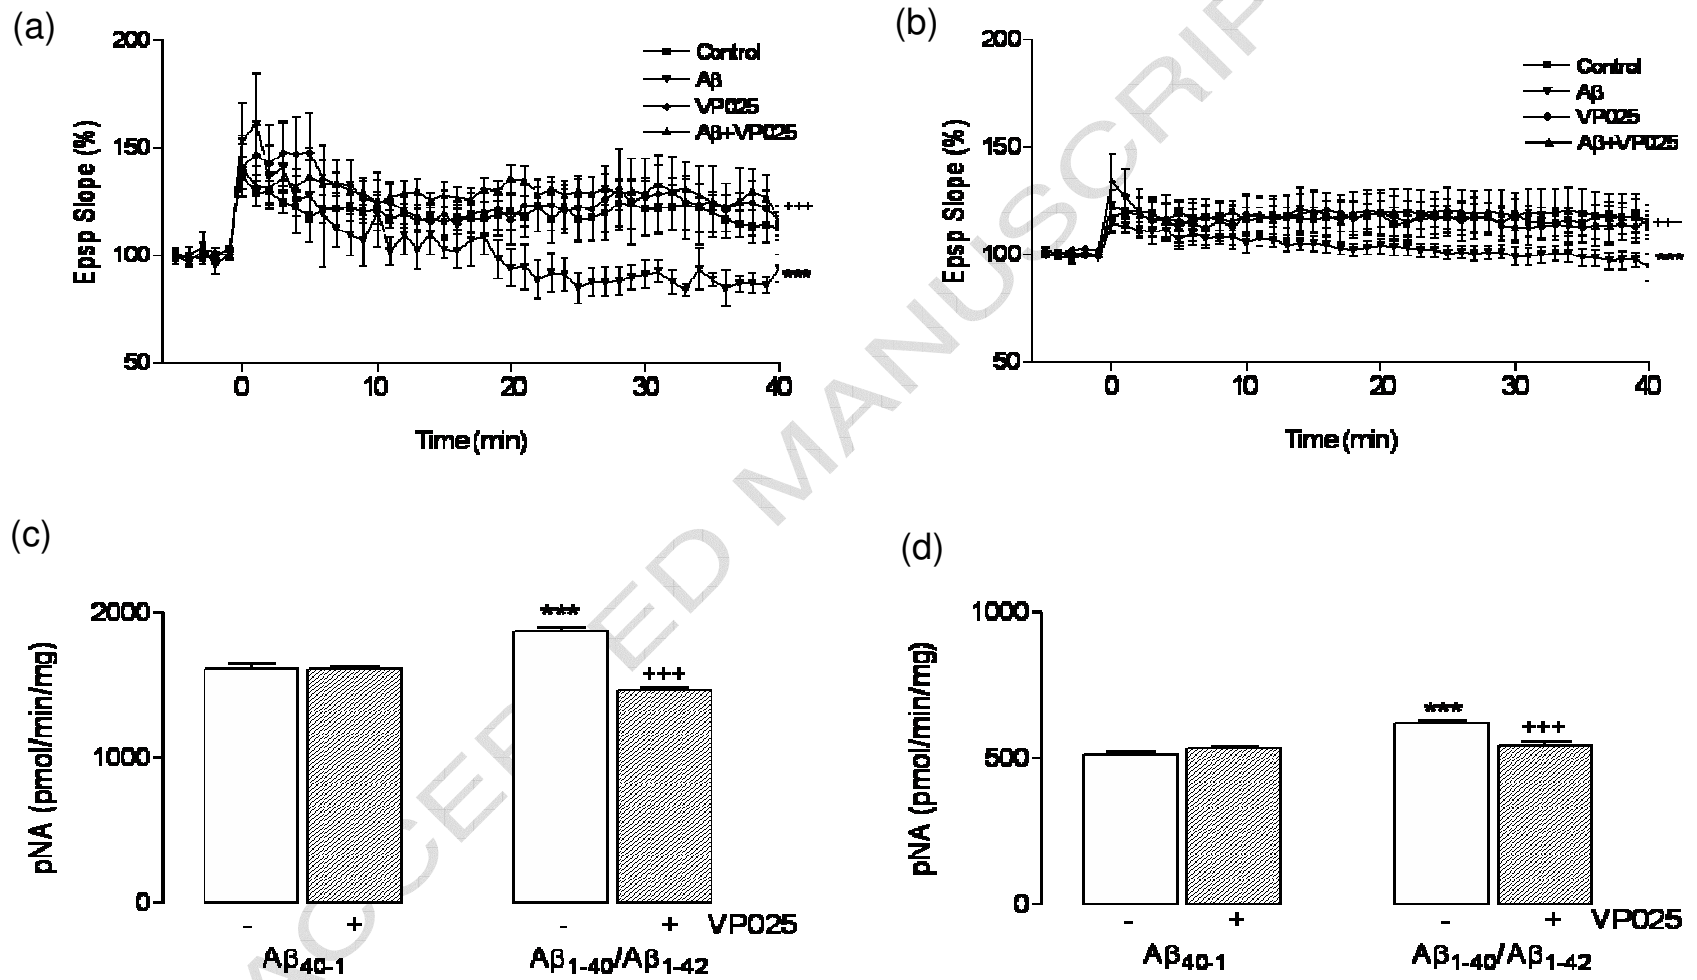 (a)
200
150
100
50
Epsp Slope (%)
Control
Aβ
VP025
Aβ+VP025
+++
***
0 10 20 30 40
Time (min)
(b)
200
150
100
50
Epsp Slope (%)
Control
Aβ
VP025
Aβ+VP025
+++
***
0 10 20 30 40
Time (min)
(c)
2000
1000
0
pNA (pmol/min/mg)
***
+++
- + - + VP025
Aβ40-1 Aβ1-40/Aβ1-42
(d)
1000
500
0
pNA (pmol/min/mg)
***
+++
- + - + VP025
Aβ40-1 Aβ1-40/Aβ1-42
MANUSCRIP